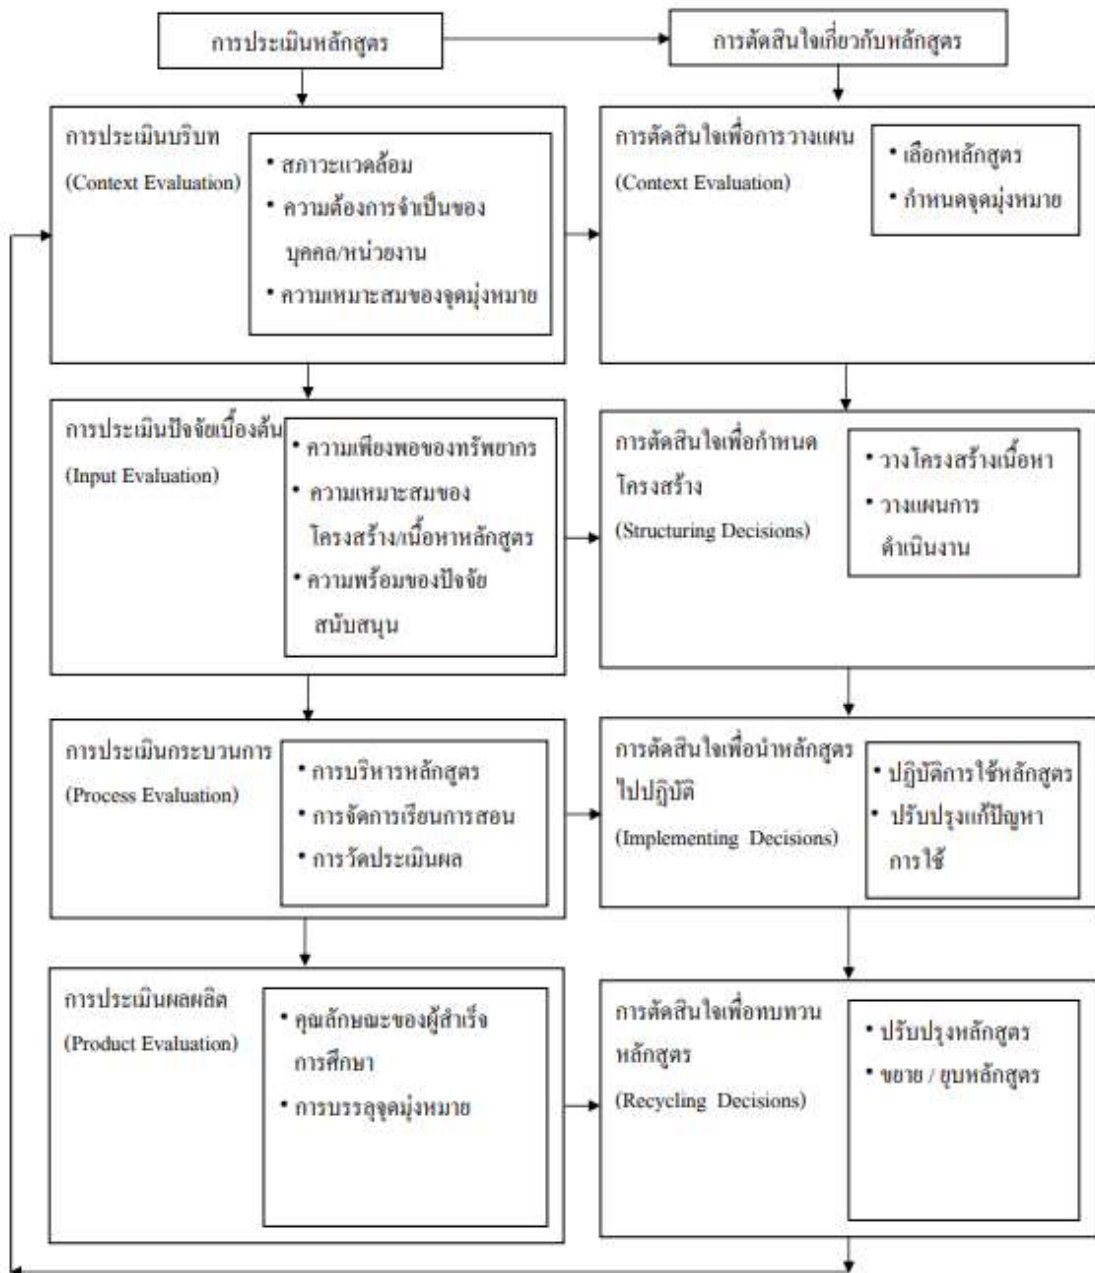 การประเมินหลักสูตร
การตัดสินใจเกี่ยวกับหลักสูตร
การประเมินบริบท
(Context Evaluation)
• สภาวะแวดล้อม
• ความต้องการจำเป็นของ
บุคคล/หน่วยงาน
• ความเหมาะสมของจุดมุ่งหมาย
การตัดสินใจเพื่อการวางแผน
(Context Evaluation)
• เลือกหลักสูตร
• กำหนดจุดมุ่งหมาย
การประเมินปัจจัยเบื้องต้น
(Input Evaluation)
• ความเพียงพอของทรัพยากร
• ความเหมาะสมของ
โครงสร้าง/เนื้อหาหลักสูตร
• ความพร้อมของปัจจัย
สนับสนุน
การตัดสินใจเพื่อกำหนด
โครงสร้าง
(Structuring Decisions)
• วางโครงสร้างเนื้อหา
• วางแผนการ
ดำเนินงาน
การประเมินกระบวนการ
(Process Evaluation)
• การบริหารหลักสูตร
• การจัดการเรียนการสอน
• การวัดประเมินผล
การตัดสินใจเพื่อนำหลักสูตร
ไปปฏิบัติ
(Implementing Decisions)
• ปฏิบัติการใช้หลักสูตร
• ปรับปรุงแก้ปัญหา
การใช้
การประเมินผลผลิต
(Product Evaluation)
• คุณลักษณะของผู้สำเร็จ
การศึกษา
• การบรรลุจุดมุ่งหมาย
การตัดสินใจเพื่อทบทวน
หลักสูตร
(Recycling Decisions)
• ปรับปรุงหลักสูตร
• ขยาย / ยุบหลักสูตร